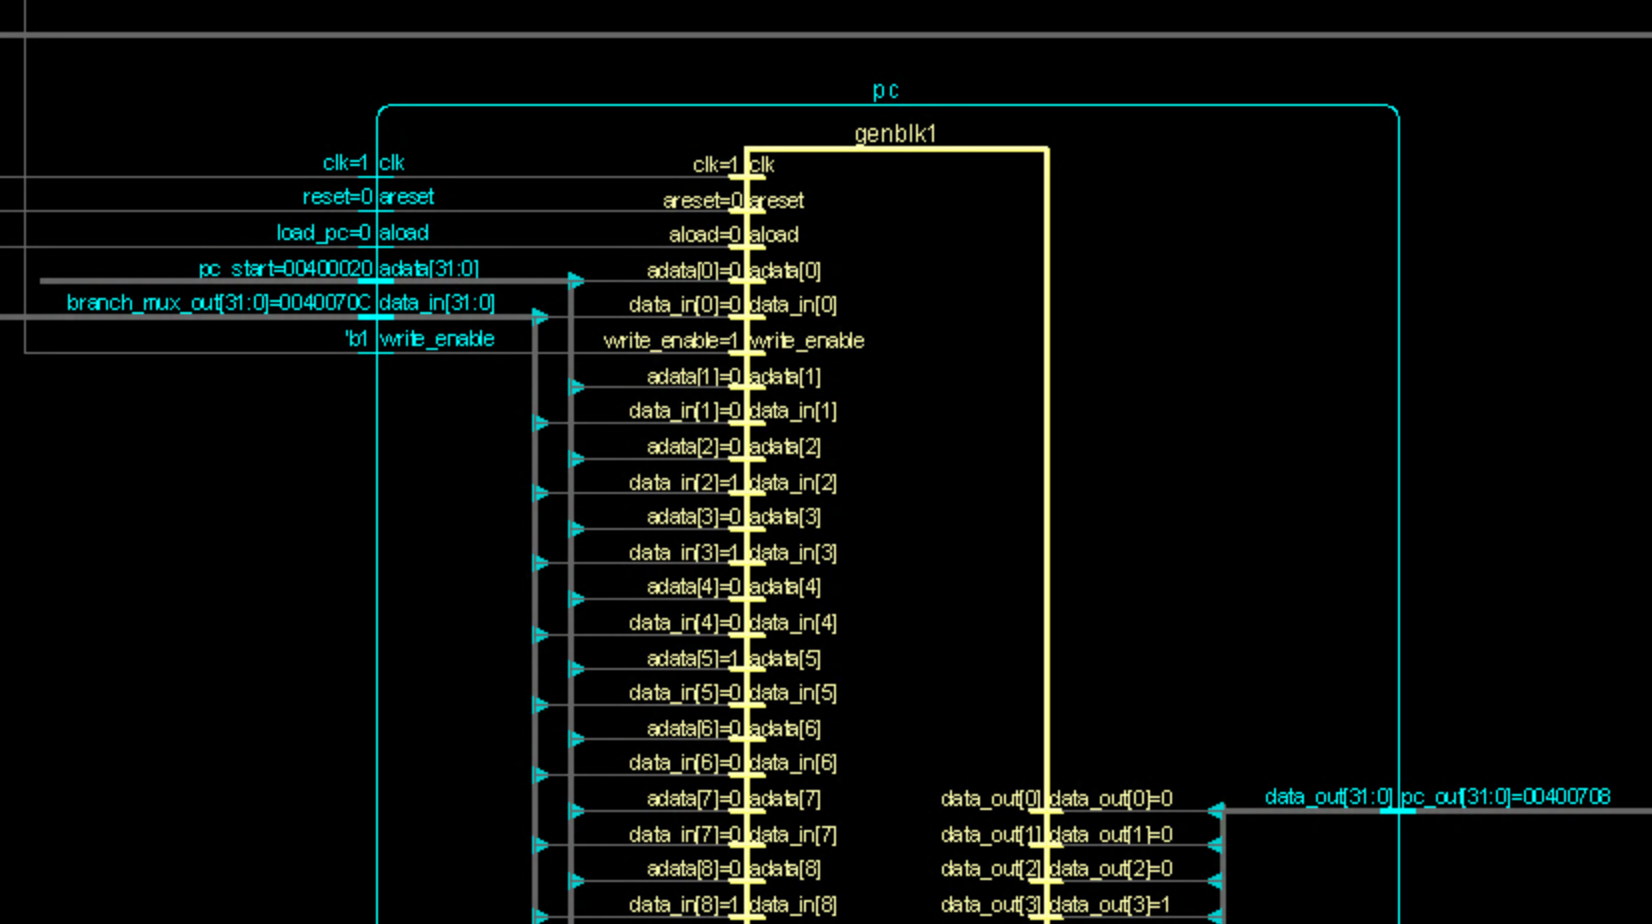 pc
genblk1
clk=1 clk clk=1 clk
reset=0 areset areset=0 areset
load_pc=0 aload aload=0 aload
pc_start=00400020 adata[31:0] adata[0]=0 adata[0]
branch_mux_out[31:0]=0040070C data_in[31:0] data_in[0]=0 data_in[0]
'b1 write_enable write_enable=1 write_enable
adata[1]=0 adata[1]
data_in[1]=0 data_in[1]
adata[2]=0 adata[2]
data_in[2]=1 data_in[2]
adata[3]=0 adata[3]
data_in[3]=1 data_in[3]
adata[4]=0 adata[4]
data_in[4]=0 data_in[4]
adata[5]=1 adata[5]
data_in[5]=0 data_in[5]
adata[6]=0 adata[6]
data_in[6]=0 data_in[6]
adata[7]=0 adata[7] data_out[0] data_out[0]=0 data_out[31:0] pc_out[31:0]=00400708
data_in[7]=0 data_in[7] data_out[1] data_out[1]=0
adata[8]=0 adata[8] data_out[2] data_out[2]=0
data_in[8]=1 data_in[8] data_out[3] data_out[3]=1